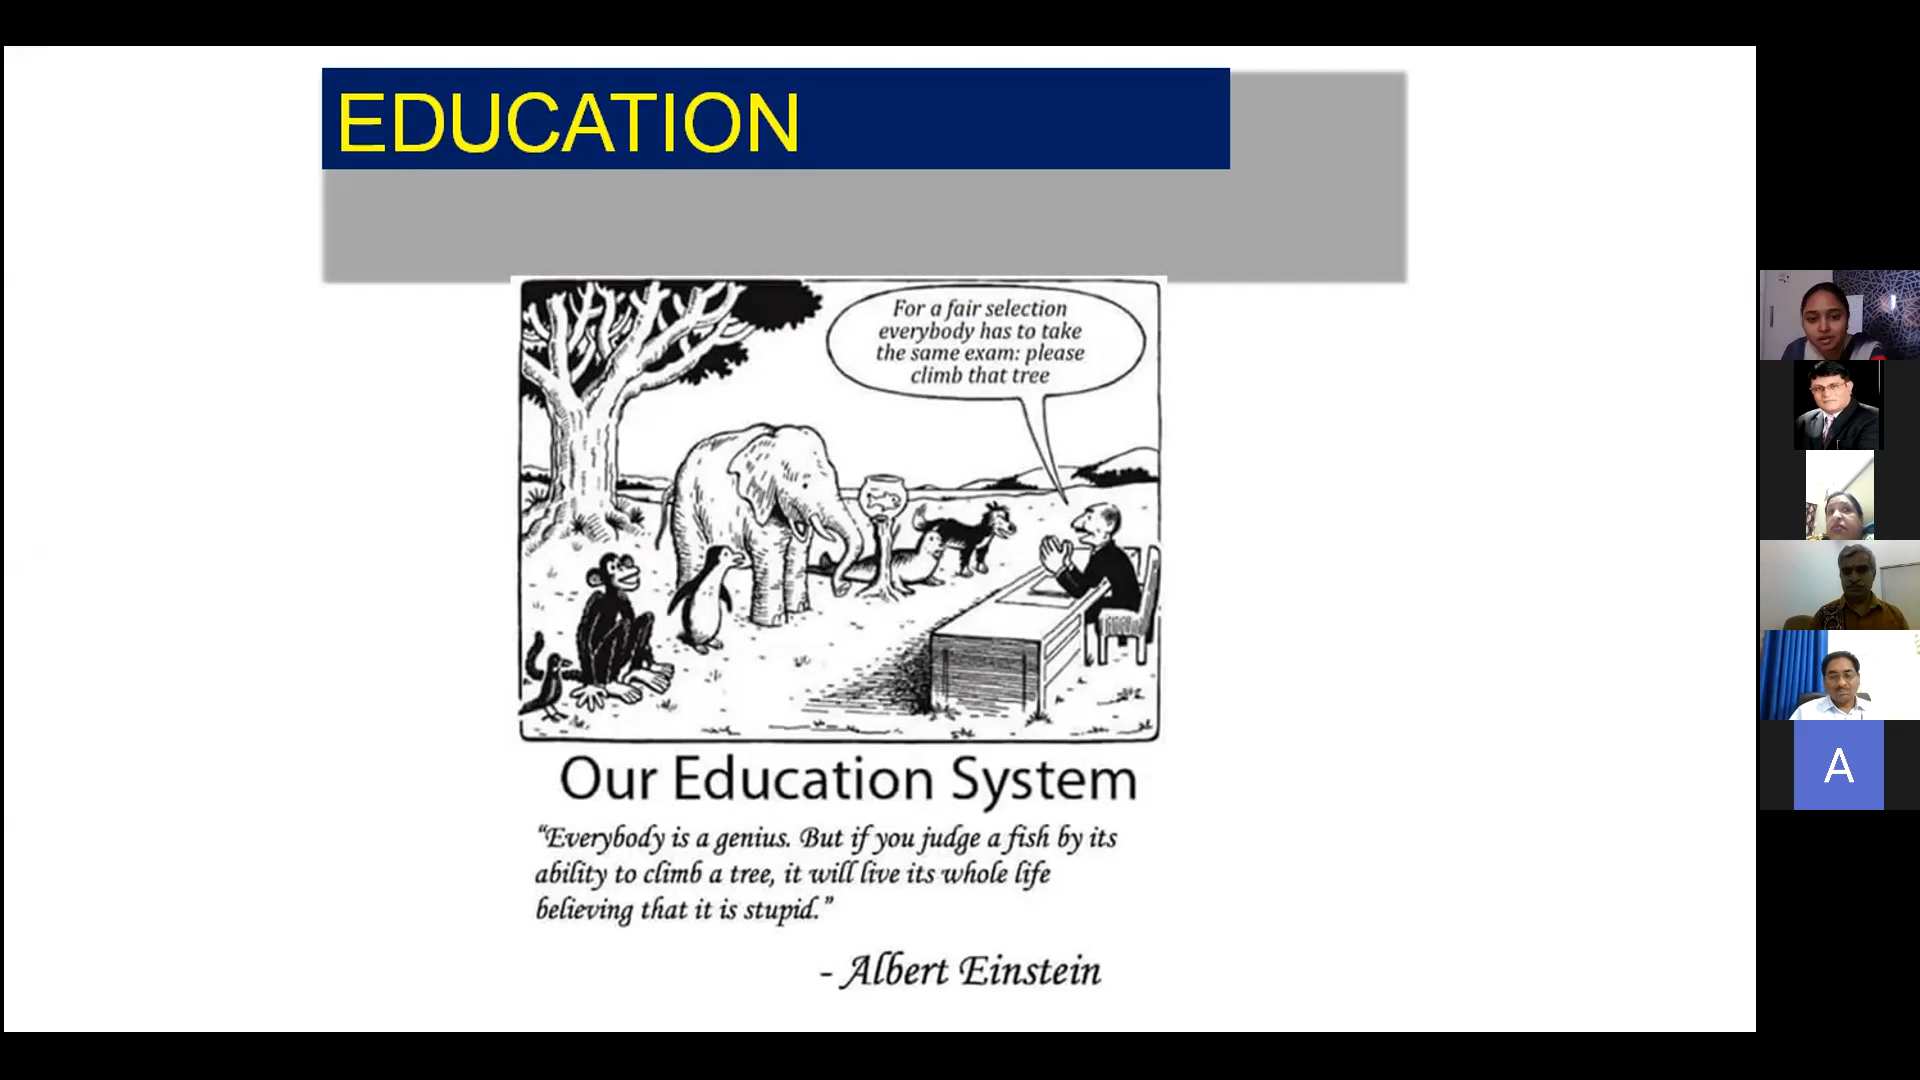 EDUCATION
For a fair selection
everybody has to take
the same exam: please
climb that tree
Our Education System
“Everybody is a genius. But if you judge a fish by its
ability to climb a tree, it will live its whole life
believing that it is stupid.”
- Albert Einstein
A